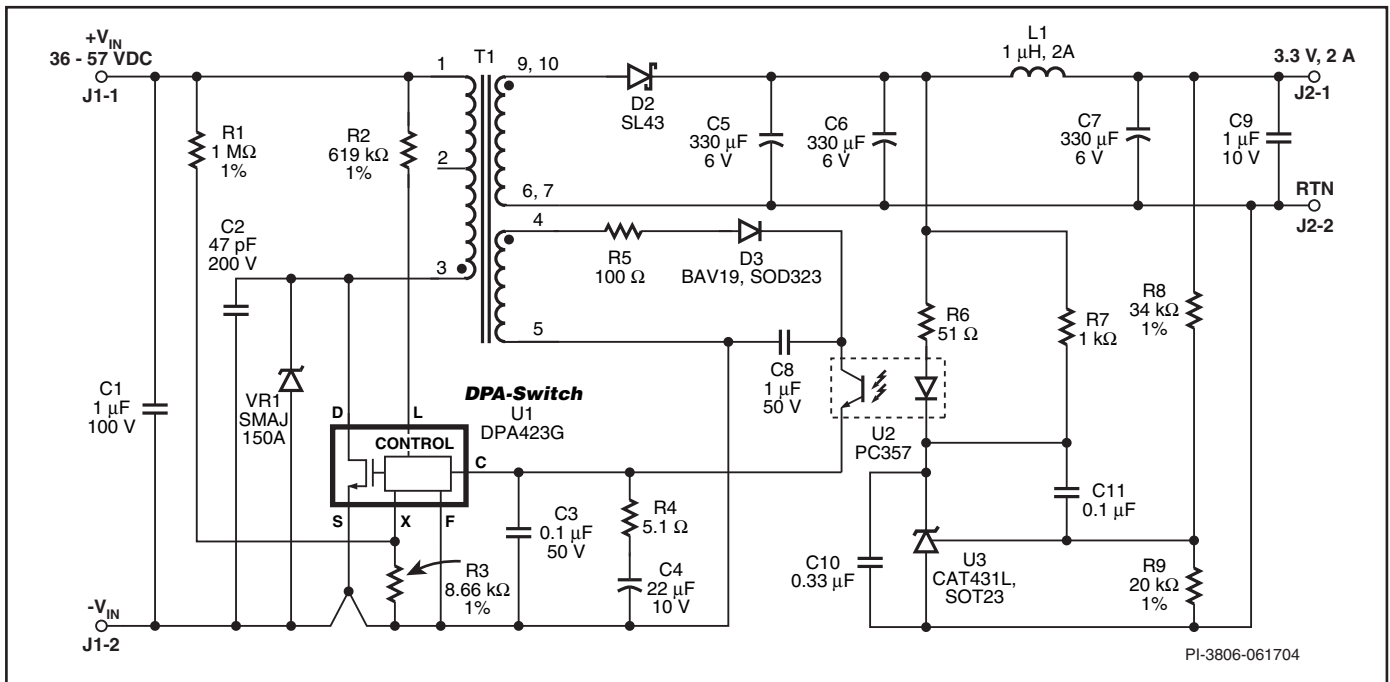 +VIN
36 - 57 VDC
J1-1
R1
1 MΩ
1%
R2
619 kΩ
1%
1
2
3
T1
9, 10
6, 7
4
5
D2
SL43
C5
330 µF
6 V
C6
330 µF
6 V
L1
1 µH, 2A
C7
330 µF
6 V
C9
1 µF
10 V
3.3 V, 2 A
J2-1
RTN
J2-2
C2
47 pF
200 V
R5
100 Ω
D3
BAV19, SOD323
R6
51 Ω
R7
1 kΩ
R8
34 kΩ
1%
C1
1 µF
100 V
VR1
SMAJ
150A
DPA-Switch
U1
DPA423G
D
L
CONTROL
C
S
X
F
C8
1 µF
50 V
U2
PC357
R3
8.66 kΩ
1%
C3
0.1 µF
50 V
R4
5.1 Ω
C4
22 µF
10 V
C11
0.1 µF
C10
0.33 µF
U3
CAT431L,
SOT23
R9
20 kΩ
1%
-VIN
J1-2
PI-3806-061704